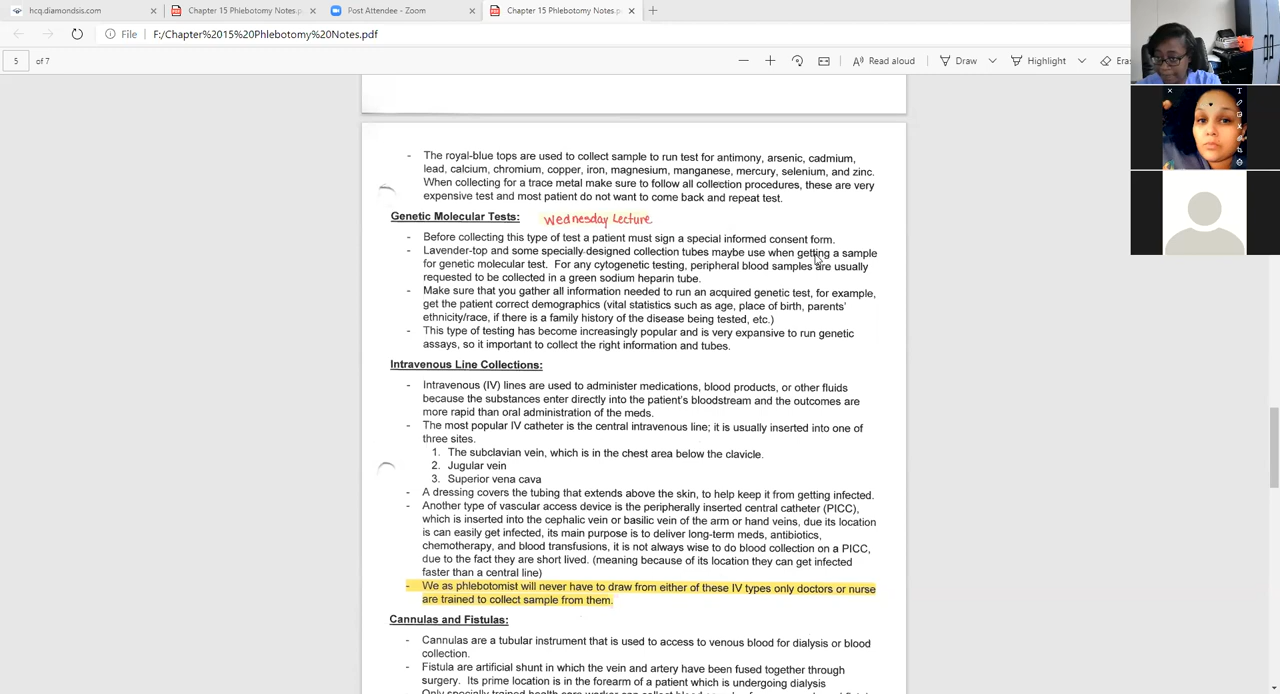 hcq.diamondsis.com
Chapter 15 Phlebotomy Notes.p
Post Attendee - Zoom
Chapter 15 Phlebotomy Notes.p
File F:/Chapter%2015%20Phlebotomy%20Notes.pdf
5 of 7
Read aloud
Draw
Highlight
Eras
- The royal-blue tops are used to collect sample to run test for antimony, arsenic, cadmium,
lead, calcium, chromium, copper, iron, magnesium, manganese, mercury, selenium, and zinc.
When collecting for a trace metal make sure to follow all collection procedures, these are very
expensive test and most patient do not want to come back and repeat test.
Genetic Molecular Tests: Wednesday Lecture
- Before collecting this type of test a patient must sign a special informed consent form.
- Lavender-top and some specially-designed collection tubes maybe use when getting a sample
for genetic molecular test. For any cytogenetic testing, peripheral blood samples are usually
requested to be collected in a green sodium heparin tube.
- Make sure that you gather all information needed to run an acquired genetic test, for example,
get the patient correct demographics (vital statistics such as age, place of birth, parents'
ethnicity/race, if there is a family history of the disease being tested, etc.)
- This type of testing has become increasingly popular and is very expansive to run genetic
assays, so it important to collect the right information and tubes.
Intravenous Line Collections:
- Intravenous (IV) lines are used to administer medications, blood products, or other fluids
because the substances enter directly into the patient's bloodstream and the outcomes are
more rapid than oral administration of the meds.
- The most popular IV catheter is the central intravenous line; it is usually inserted into one of
three sites.
1. The subclavian vein, which is in the chest area below the clavicle.
2. Jugular vein
3. Superior vena cava
- A dressing covers the tubing that extends above the skin, to help keep it from getting infected.
- Another type of vascular access device is the peripherally inserted central catheter (PICC),
which is inserted into the cephalic vein or basilic vein of the arm or hand veins, due its location
is can easily get infected, its main purpose is to deliver long-term meds, antibiotics,
chemotherapy, and blood transfusions, it is not always wise to do blood collection on a PICC,
due to the fact they are short lived. (meaning because of its location they can get infected
faster than a central line)
- We as phlebotomist will never have to draw from either of these IV types only doctors or nurse
are trained to collect sample from them.
Cannulas and Fistulas:
- Cannulas are a tubular instrument that is used to access to venous blood for dialysis or blood
collection.
- Fistula are artificial shunt in which the vein and artery have been fused together through
surgery. Its prime location is in the forearm of a patient which is undergoing dialysis